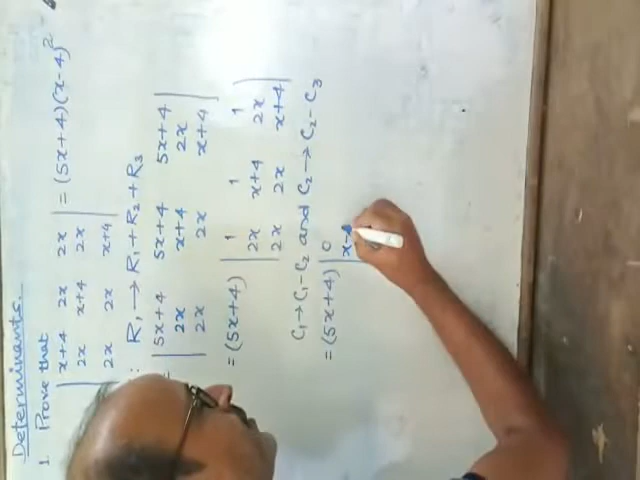 Determinants.
1. Prove that
| x+4 2x 2x |
| 2x x+4 2x | = (5x+4)(x-4)²
| 2x 2x x+4 |
: R₁ → R₁ + R₂ + R₃
| 5x+4 5x+4 5x+4 |
| 2x x+4 2x |
| 2x 2x x+4 |
= (5x+4) | 1 1 1 |
| 2x x+4 2x |
| 2x 2x x+4 |
C₁→C₁-C₂ and C₂→C₂-C₃
= (5x+4) | 0
x-4